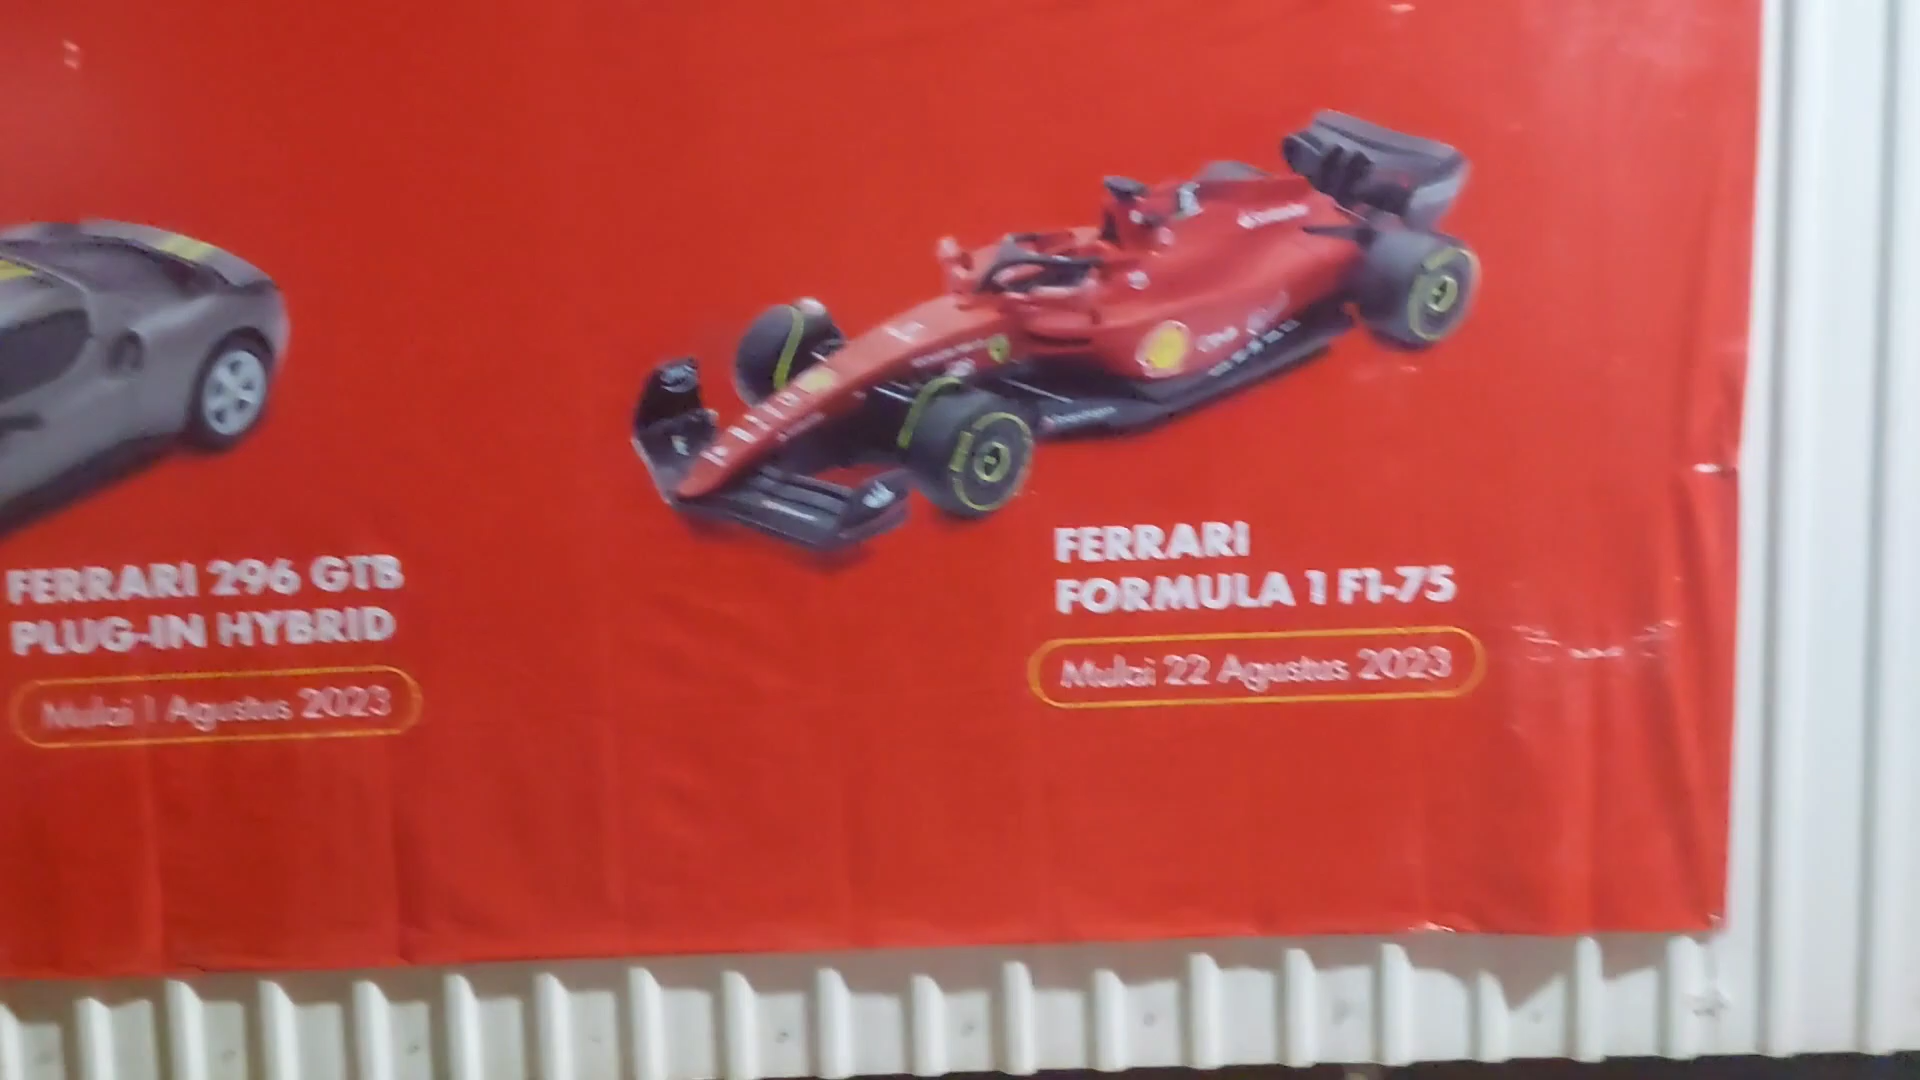 FERRARI 296 GTB
PLUG-IN HYBRID
Mulai 1 Agustus 2023
FERRARI
FORMULA 1 F1-75
Mulai 22 Agustus 2023